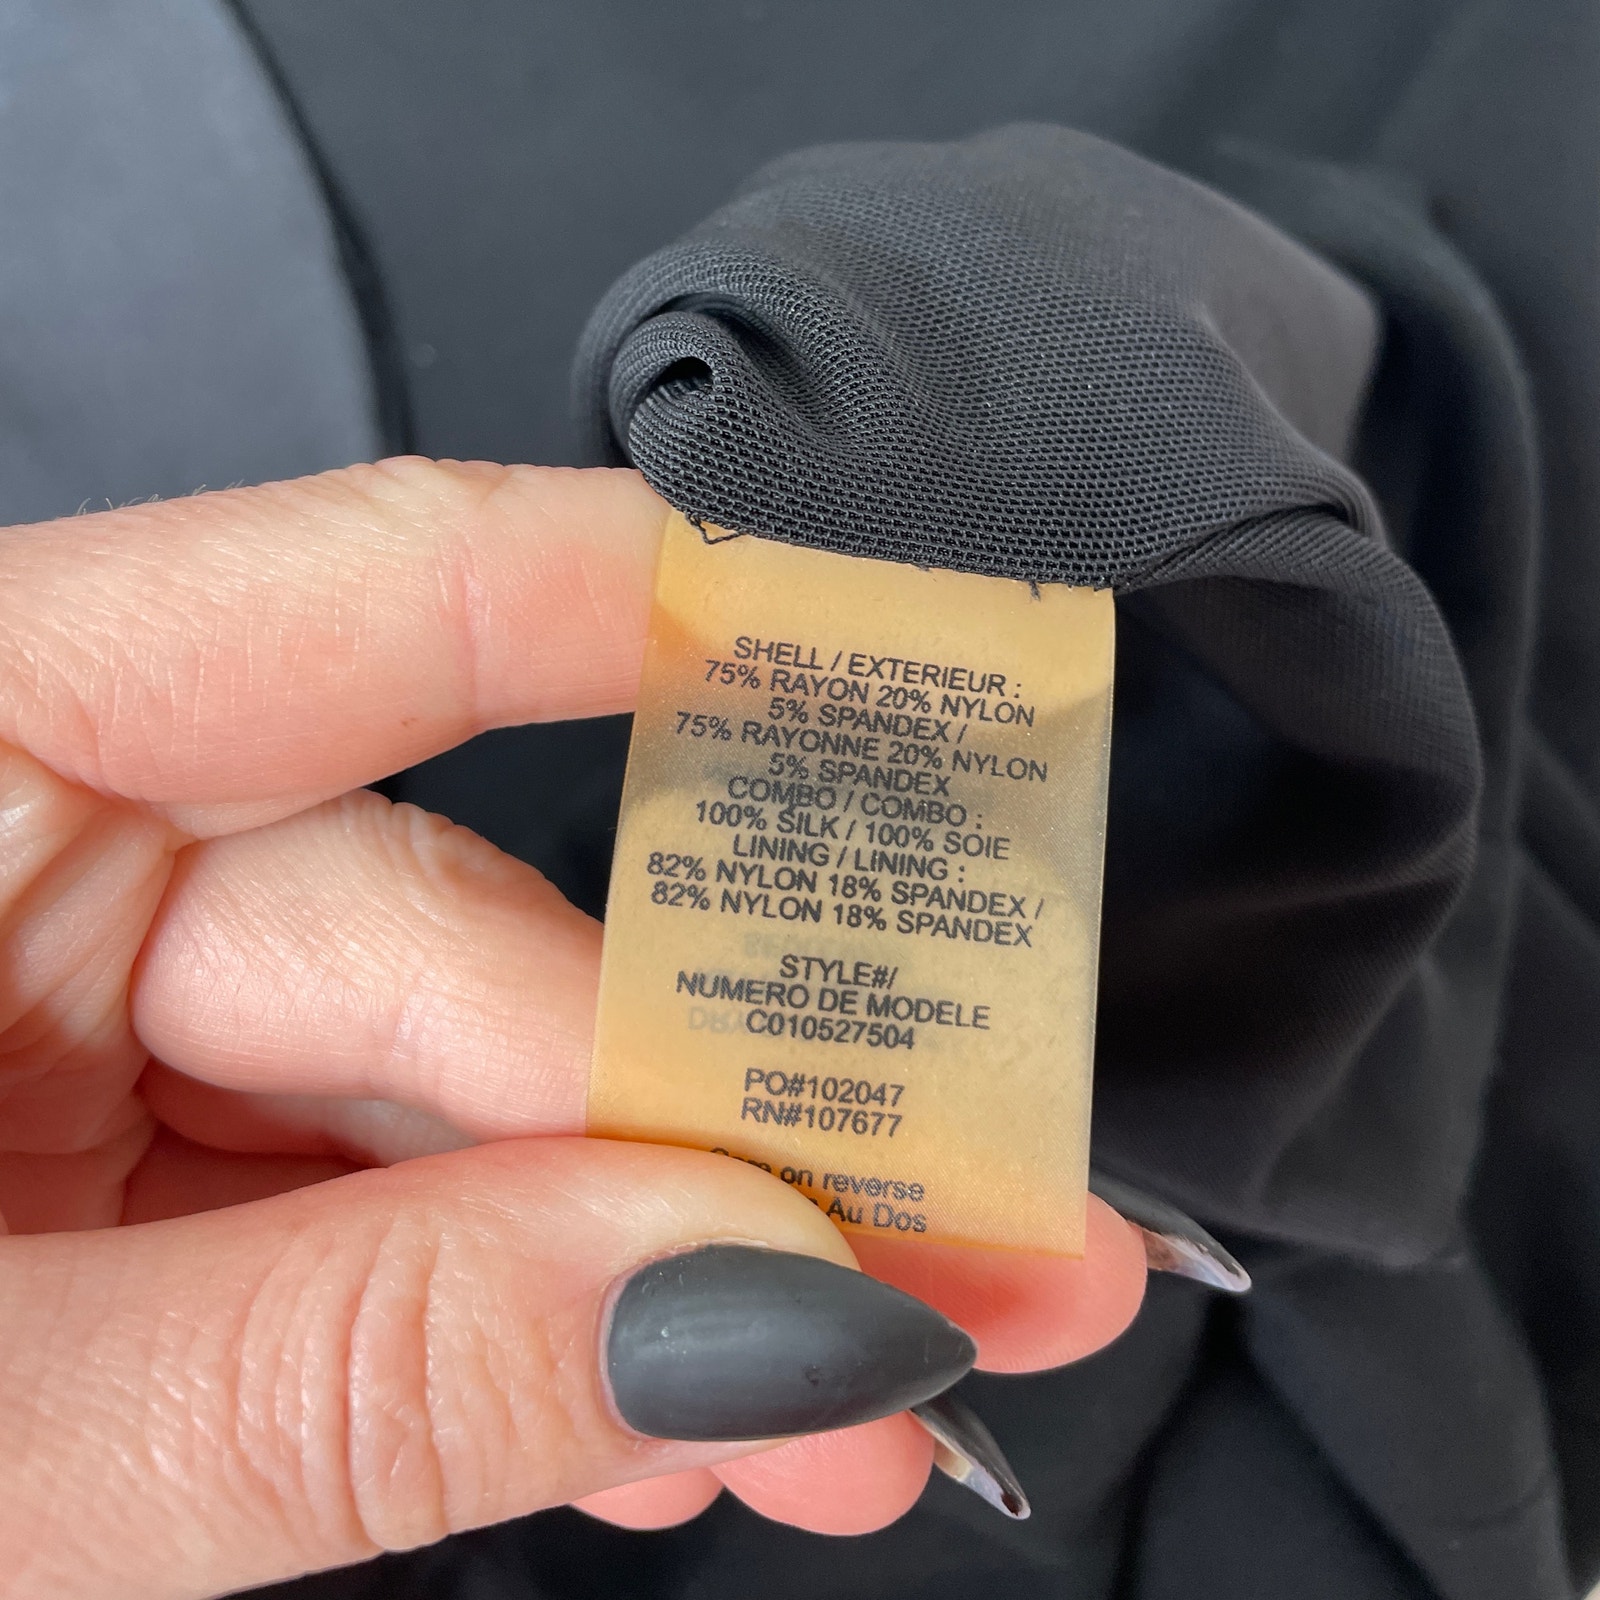 SHELL / EXTERIEUR :
75% RAYON 20% NYLON
5% SPANDEX /
75% RAYONNE 20% NYLON
5% SPANDEX
COMBO / COMBO :
100% SILK / 100% SOIE
LINING / LINING :
82% NYLON 18% SPANDEX /
82% NYLON 18% SPANDEX
STYLE#/
NUMERO DE MODELE
C010527504
PO#102047
RN#107677
on reverse
Au Dos